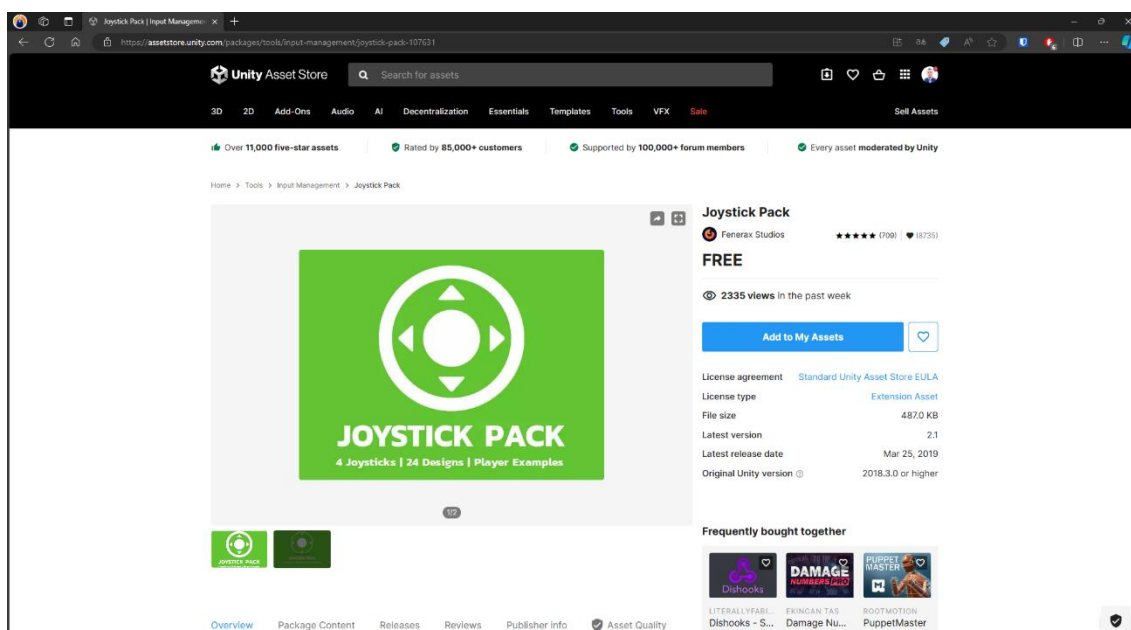 Joystick Pack | Input Manageme
https://assetstore.unity.com/packages/tools/input-management/joystick-pack-107631
Unity Asset Store
Search for assets
3D 2D Add-Ons Audio AI Decentralization Essentials Templates Tools VFX Sale Sell Assets
Over 11,000 five-star assets Rated by 85,000+ customers Supported by 100,000+ forum members Every asset moderated by Unity
Home > Tools > Input Management > Joystick Pack
JOYSTICK PACK
4 Joysticks | 24 Designs | Player Examples
1/2
JOYSTICK PACK
Joystick Pack
Fenerax Studios ★★★★★ (709) | (8735)
FREE
2335 views in the past week
Add to My Assets
License agreement Standard Unity Asset Store EULA
License type Extension Asset
File size 487.0 KB
Latest version 2.1
Latest release date Mar 25, 2019
Original Unity version 2018.3.0 or higher
Frequently bought together
Dishooks
DAMAGE
NUMBERS PRO
PUPPET
MASTER
LITERALLYFABI... EKINCAN TAS ROOTMOTION
Dishooks - S... Damage Nu... PuppetMaster
Overview Package Content Releases Reviews Publisher info Asset Quality